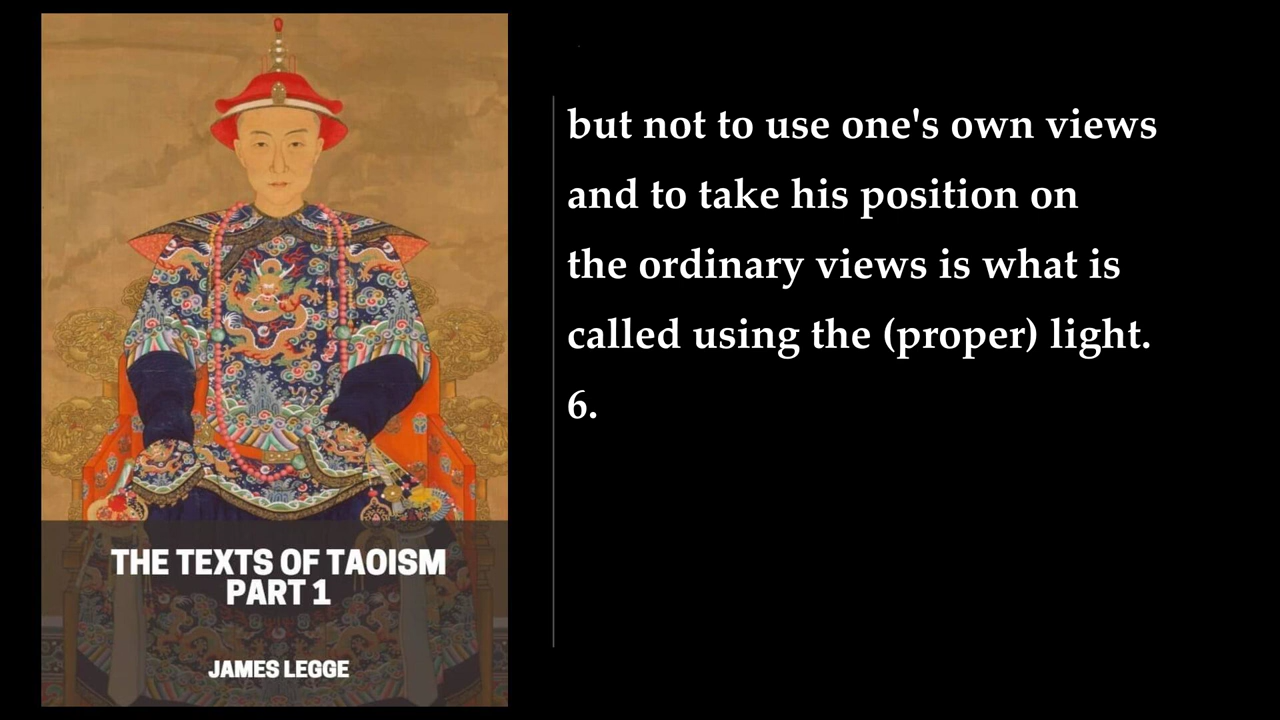 THE TEXTS OF TAOISM
PART 1
JAMES LEGGE
but not to use one's own views
and to take his position on
the ordinary views is what is
called using the (proper) light.
6.